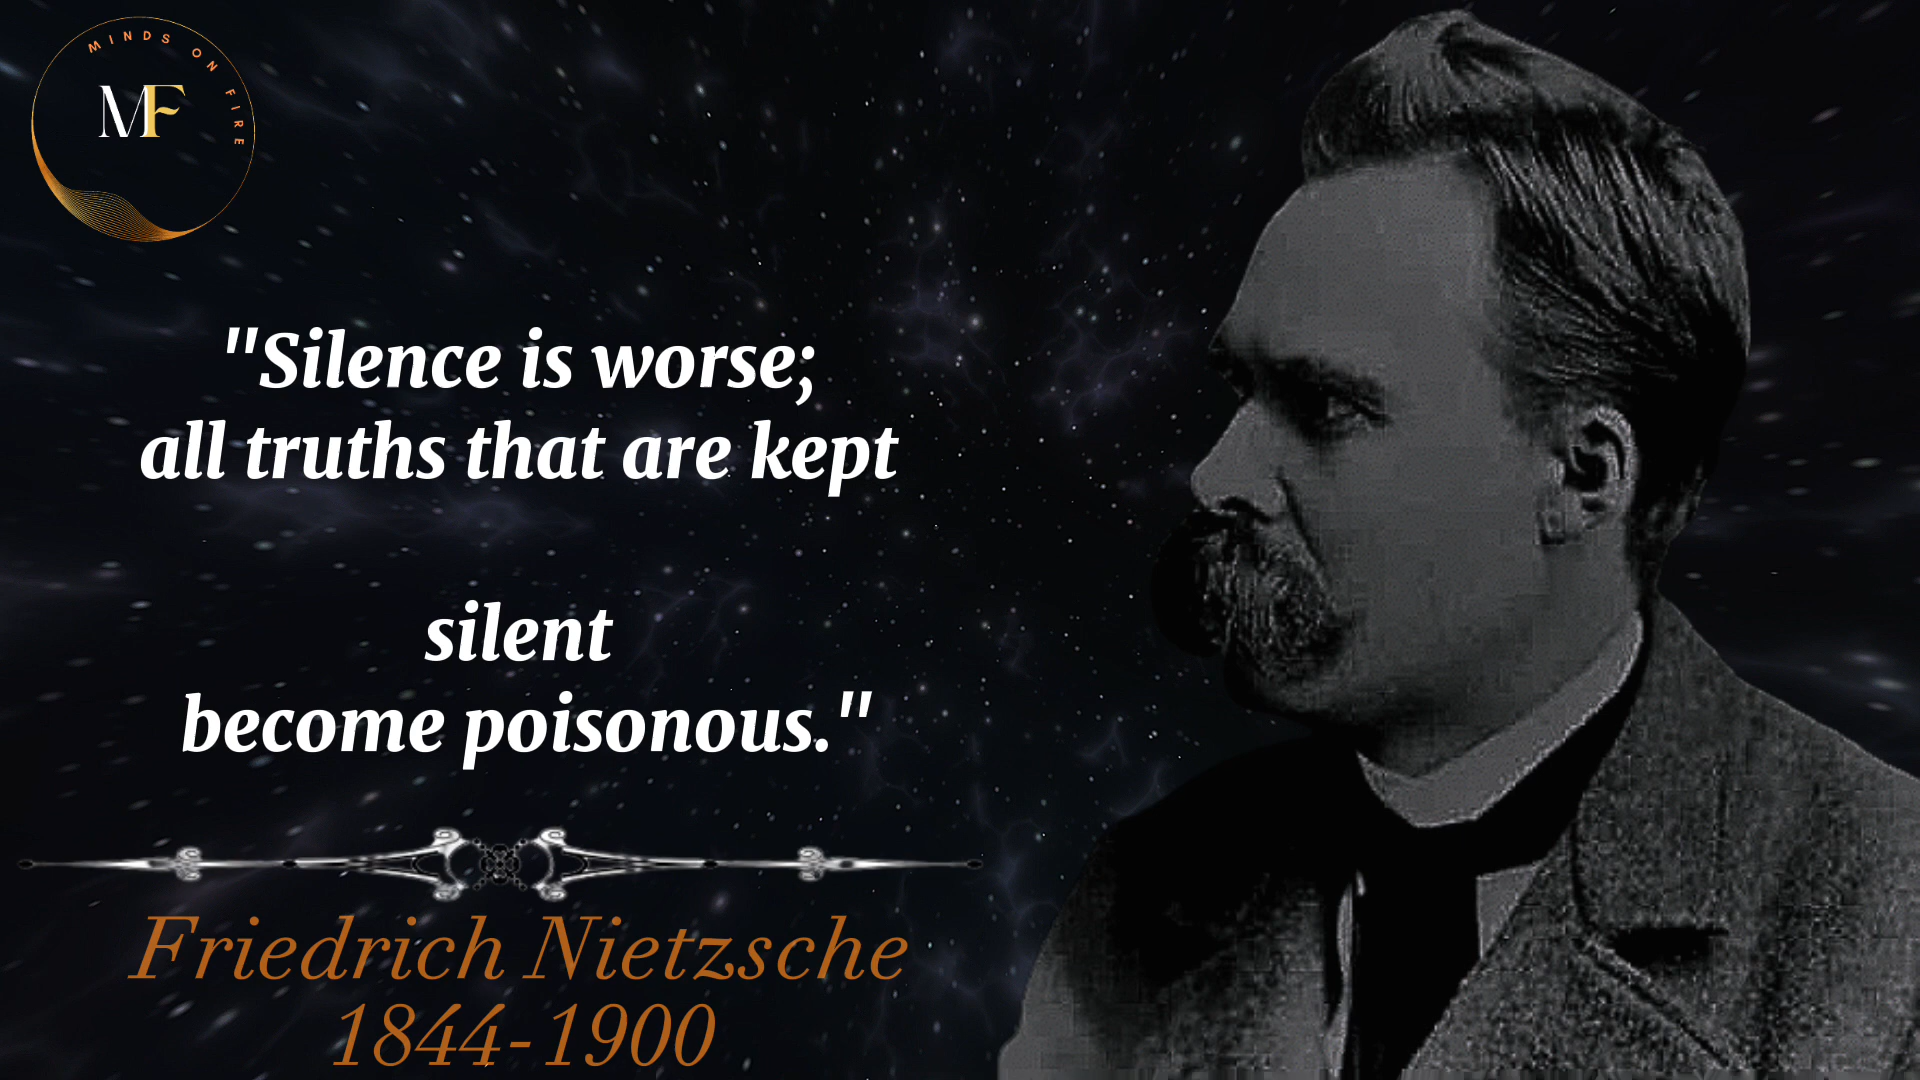 MINDS ON FIRE
MF
"Silence is worse;
all truths that are kept
silent
become poisonous."
Friedrich Nietzsche
1844-1900